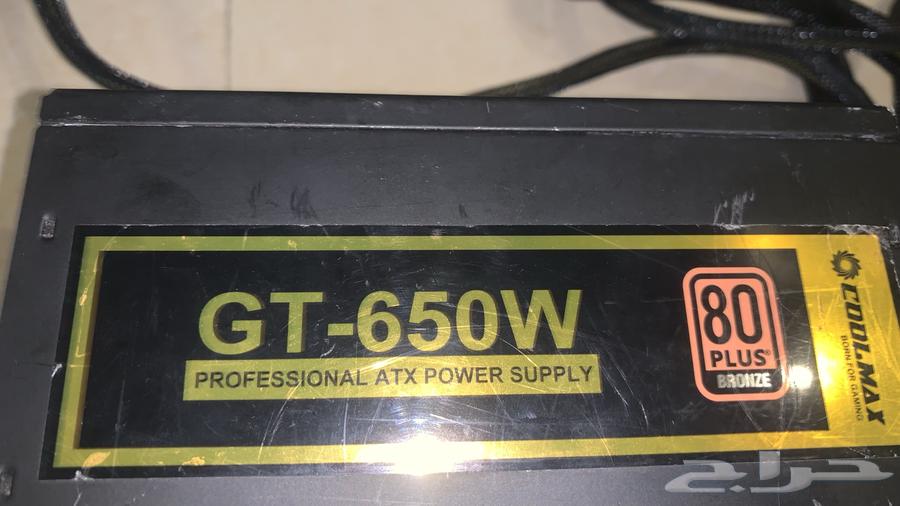 GT-650W
PROFESSIONAL ATX POWER SUPPLY
80
PLUS®
BRONZE
COOLMAX
BORN FOR GAMING
حراج